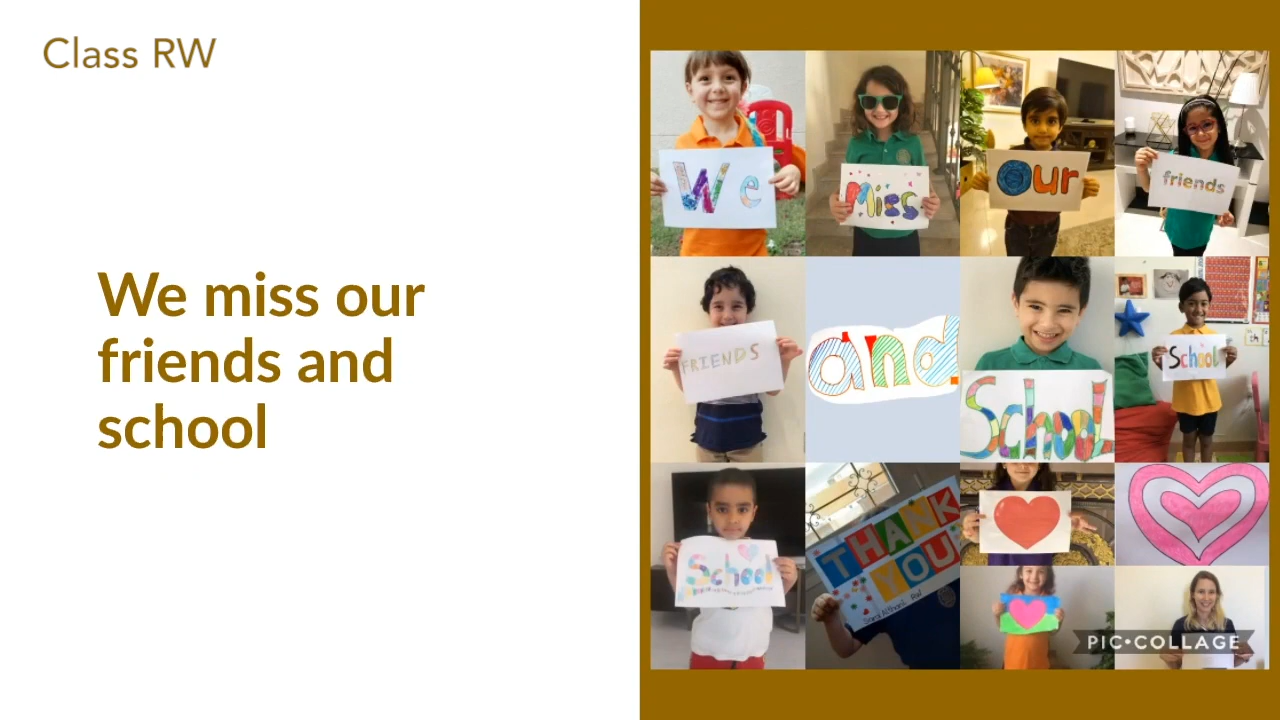 Class RW
We miss our
friends and
school
We
Miss
Our
friends
FRIENDS
and
School
School
School
THANK
YOU
PIC•COLLAGE